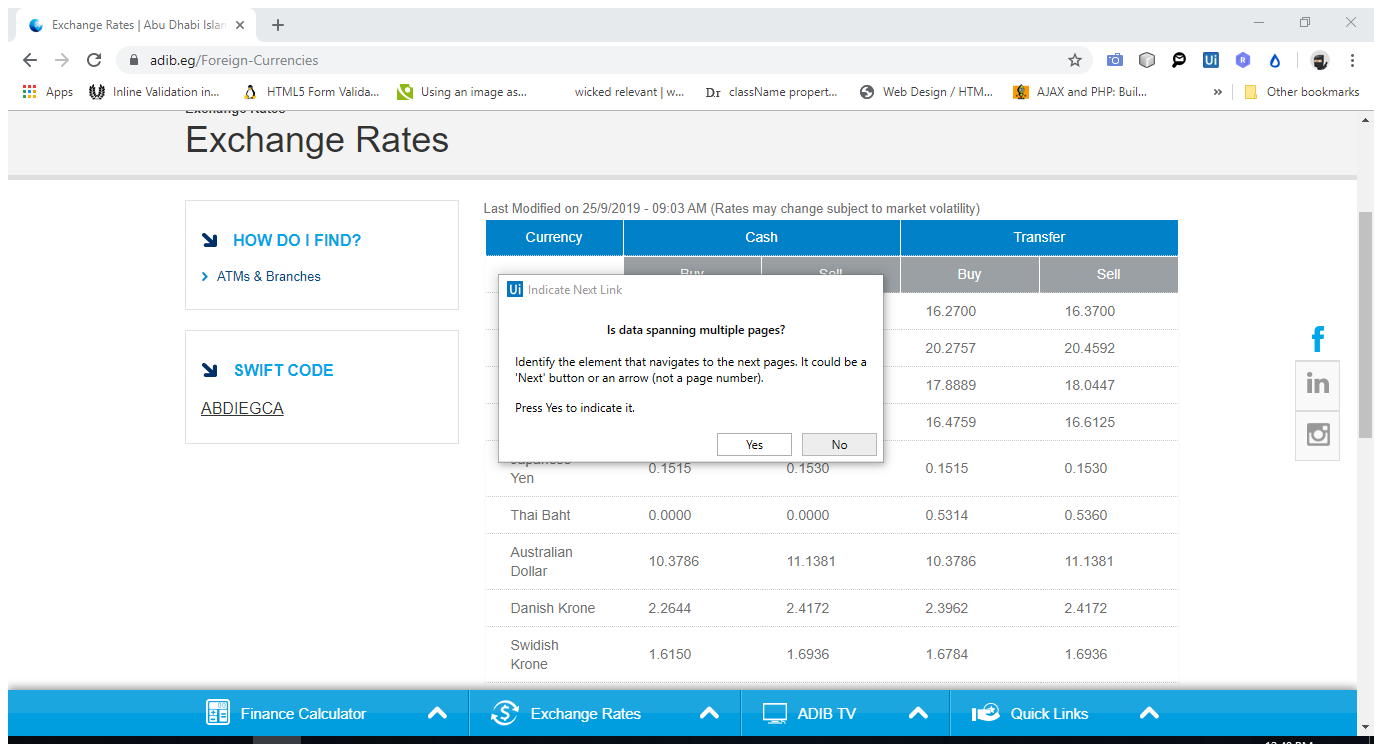 Exchange Rates | Abu Dhabi Islan
adib.eg/Foreign-Currencies
Ui
R
Apps
Inline Validation in...
HTML5 Form Valida...
Using an image as...
wicked relevant | w...
Dr className propert...
Web Design / HTM...
AJAX and PHP: Buil...
»
Other bookmarks
Exchange Rates
Exchange Rates
HOW DO I FIND?
ATMs & Branches
SWIFT CODE
ABDIEGCA
Last Modified on 25/9/2019 - 09:03 AM (Rates may change subject to market volatility)
Currency Cash Transfer
Buy Sell Buy Sell
16.2700 16.3700
20.2757 20.4592
17.8889 18.0447
16.4759 16.6125
Japanese
Yen 0.1515 0.1530 0.1515 0.1530
Thai Baht 0.0000 0.0000 0.5314 0.5360
Australian
Dollar 10.3786 11.1381 10.3786 11.1381
Danish Krone 2.2644 2.4172 2.3962 2.4172
Swidish
Krone 1.6150 1.6936 1.6784 1.6936
Ui Indicate Next Link
Is data spanning multiple pages?
Identify the element that navigates to the next pages. It could be a
'Next' button or an arrow (not a page number).
Press Yes to indicate it.
Yes No
f
in
Finance Calculator
Exchange Rates
ADIB TV
Quick Links